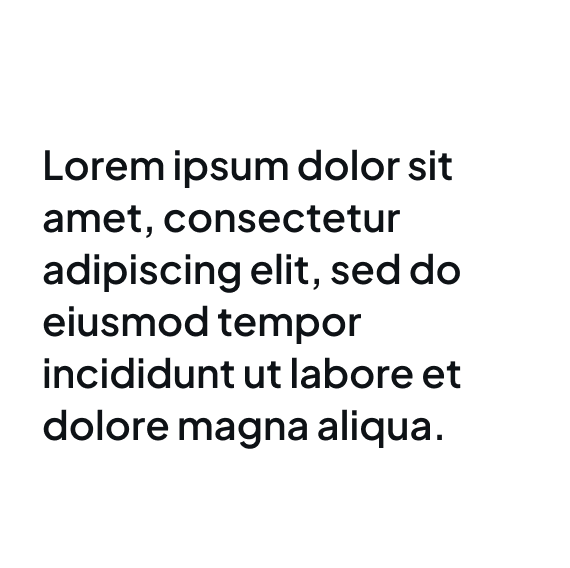 Lorem ipsum dolor sit
amet, consectetur
adipiscing elit, sed do
eiusmod tempor
incididunt ut labore et
dolore magna aliqua.